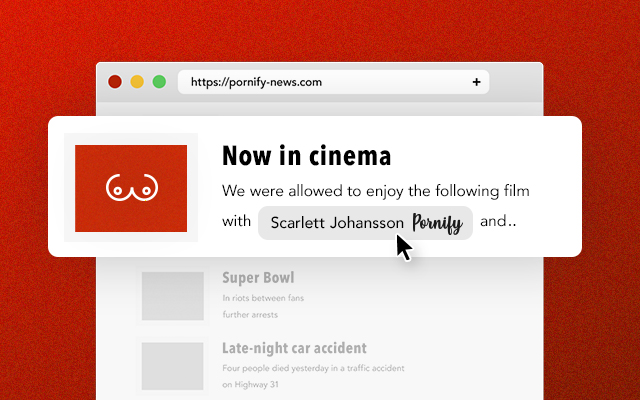 https://pornify-news.com +
Now in cinema
We were allowed to enjoy the following film
with Scarlett Johansson Pornify and..
Super Bowl
In riots between fans
further arrests
Late-night car accident
Four people died yesterday in a traffic accident
on Highway 31